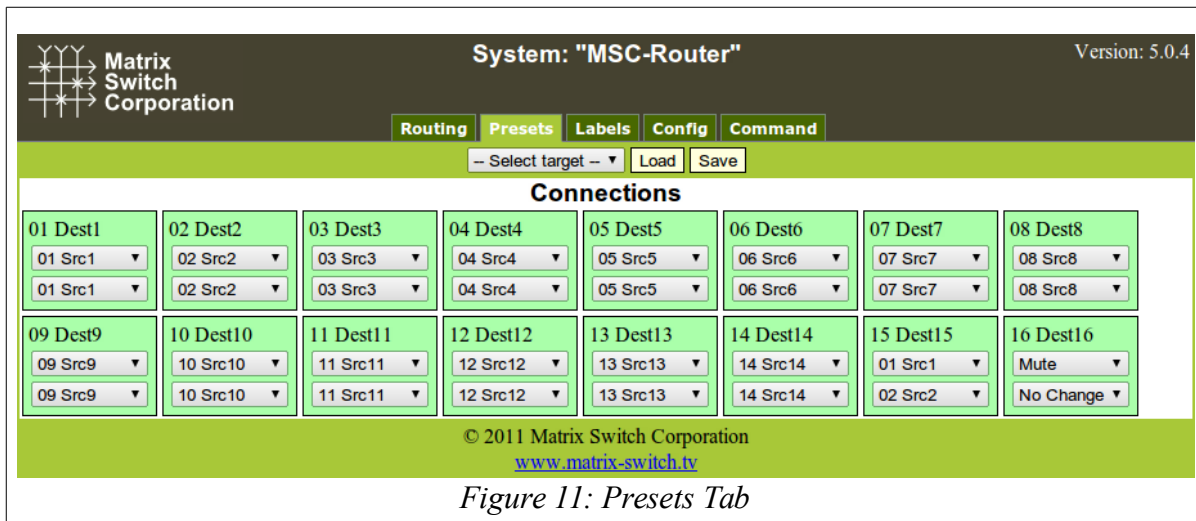 Matrix
Switch
Corporation
System: "MSC-Router"
Version: 5.0.4
Routing Presets Labels Config Command
-- Select target -- Load Save
Connections
01 Dest1 02 Dest2 03 Dest3 04 Dest4 05 Dest5 06 Dest6 07 Dest7 08 Dest8
01 Src1 02 Src2 03 Src3 04 Src4 05 Src5 06 Src6 07 Src7 08 Src8
01 Src1 02 Src2 03 Src3 04 Src4 05 Src5 06 Src6 07 Src7 08 Src8
09 Dest9 10 Dest10 11 Dest11 12 Dest12 13 Dest13 14 Dest14 15 Dest15 16 Dest16
09 Src9 10 Src10 11 Src11 12 Src12 13 Src13 14 Src14 01 Src1 Mute
09 Src9 10 Src10 11 Src11 12 Src12 13 Src13 14 Src14 02 Src2 No Change
© 2011 Matrix Switch Corporation
www.matrix-switch.tv
Figure 11: Presets Tab